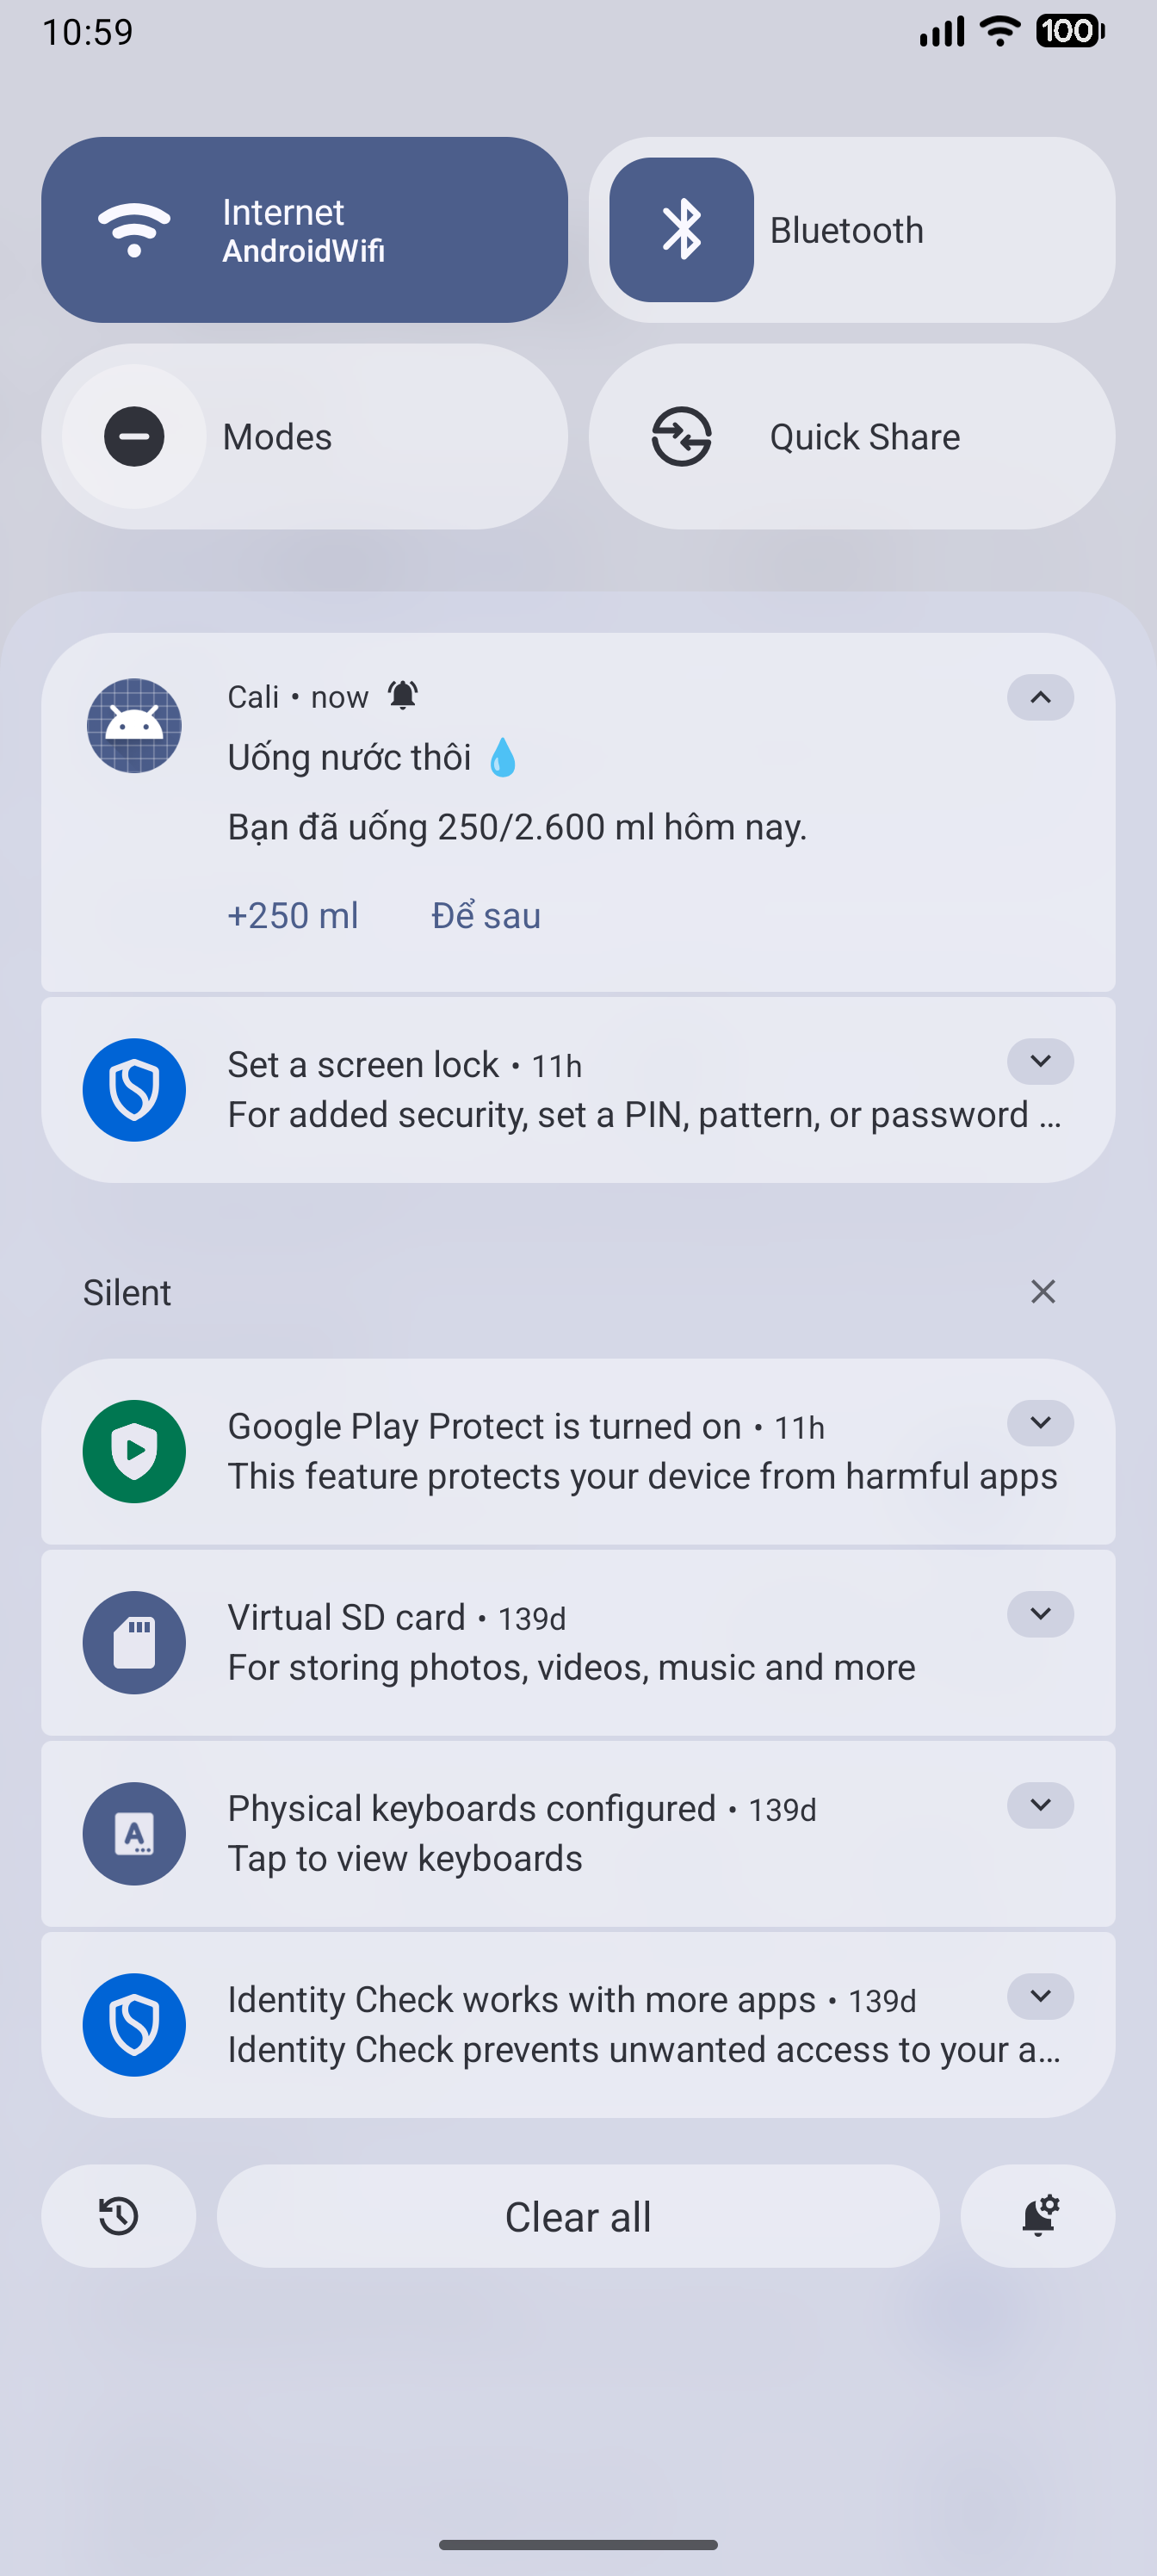 10:59
100
Internet
AndroidWifi
Bluetooth
Modes
Quick Share
Cali • now
Uống nước thôi 💧
Bạn đã uống 250/2.600 ml hôm nay.
+250 ml Để sau
Set a screen lock • 11h
For added security, set a PIN, pattern, or password ...
Silent
Google Play Protect is turned on • 11h
This feature protects your device from harmful apps
Virtual SD card • 139d
For storing photos, videos, music and more
Physical keyboards configured • 139d
Tap to view keyboards
Identity Check works with more apps • 139d
Identity Check prevents unwanted access to your a...
Clear all